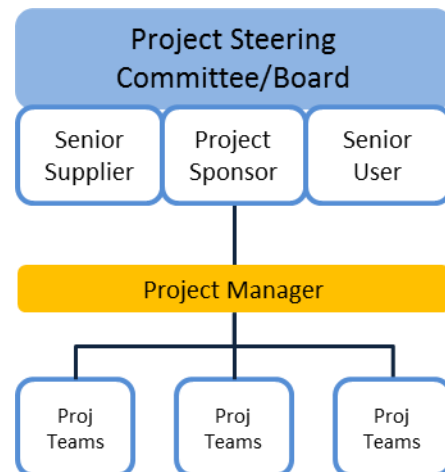 Project Steering
Committee/Board
Senior
Supplier
Project
Sponsor
Senior
User
Project Manager
Proj
Teams
Proj
Teams
Proj
Teams